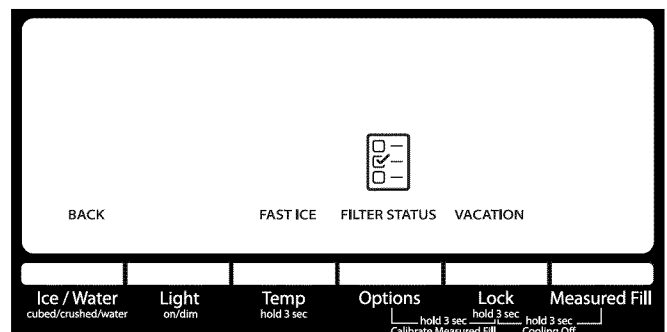 BACK FAST ICE FILTER STATUS VACATION
Ice / Water Light Temp Options Lock Measured Fill
cubed/crushed/water on/dim hold 3 sec hold 3 sec
hold 3 sec hold 3 sec
Calibrate Measured Fill Cooling Off